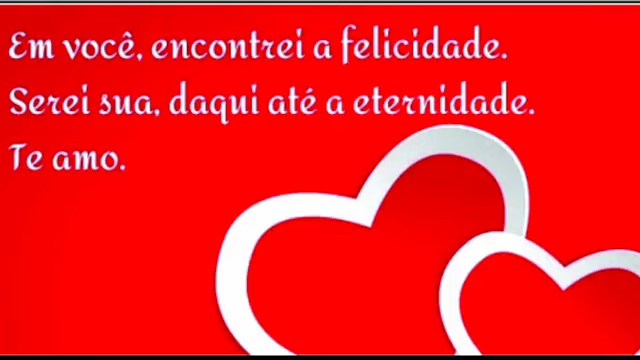 Em você, encontrei a felicidade.
Serei sua, daqui até a eternidade.
Te amo.